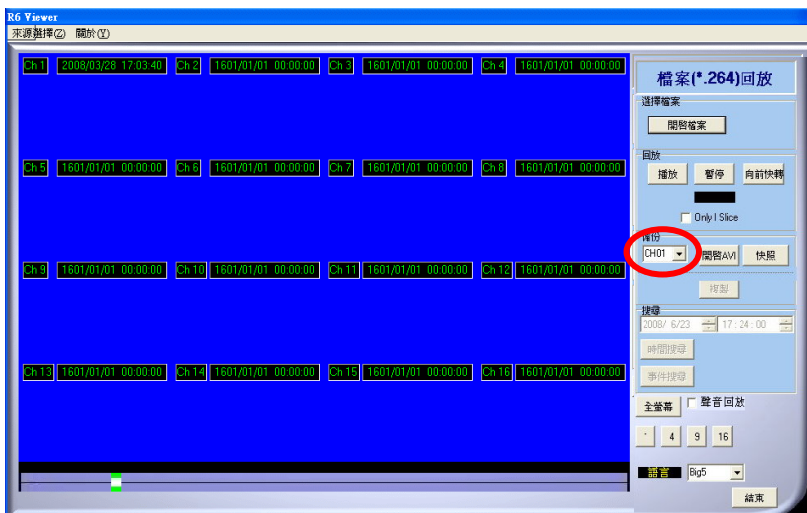 R6 Viewer
來源選擇(Z) 關於(Y)
Ch 1 2008/03/28 17:03:40 Ch 2 1601/01/01 00:00:00 Ch 3 1601/01/01 00:00:00 Ch 4 1601/01/01 00:00:00
Ch 5 1601/01/01 00:00:00 Ch 6 1601/01/01 00:00:00 Ch 7 1601/01/01 00:00:00 Ch 8 1601/01/01 00:00:00
Ch 9 1601/01/01 00:00:00 Ch 10 1601/01/01 00:00:00 Ch 11 1601/01/01 00:00:00 Ch 12 1601/01/01 00:00:00
Ch 13 1601/01/01 00:00:00 Ch 14 1601/01/01 00:00:00 Ch 15 1601/01/01 00:00:00 Ch 16 1601/01/01 00:00:00
檔案(*.264)回放
選擇檔案
開啓檔案
回放
播放 暫停 向前快轉
Only I Slice
備份
CH01 開啓AVI 快照
複製
搜尋
2008/ 6/23 17:24:00
時間搜尋
事件搜尋
全螢幕 聲音回放
4 9 16
語言 Big5
結束